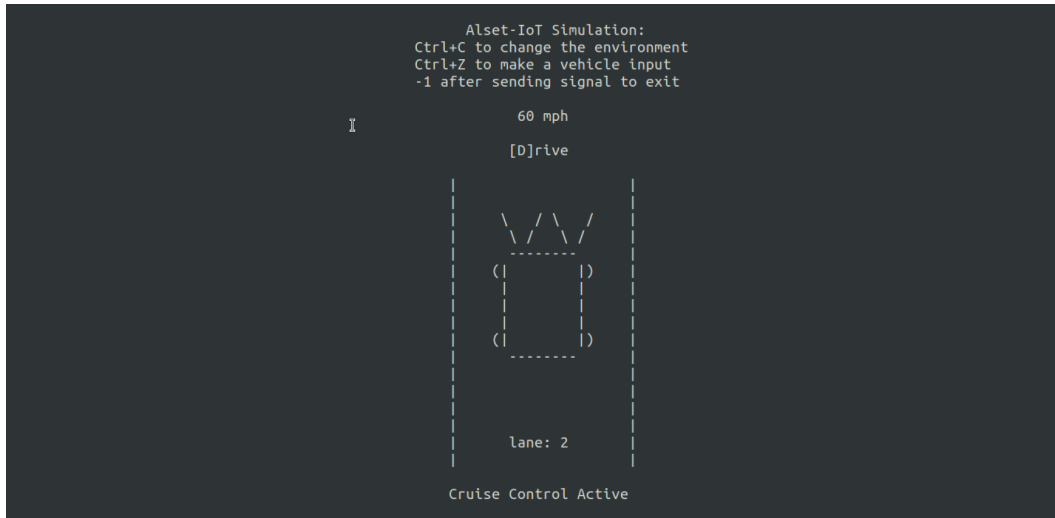 Alset-IoT Simulation:
Ctrl+C to change the environment
Ctrl+Z to make a vehicle input
-1 after sending signal to exit
60 mph
[D]rive
lane: 2
Cruise Control Active